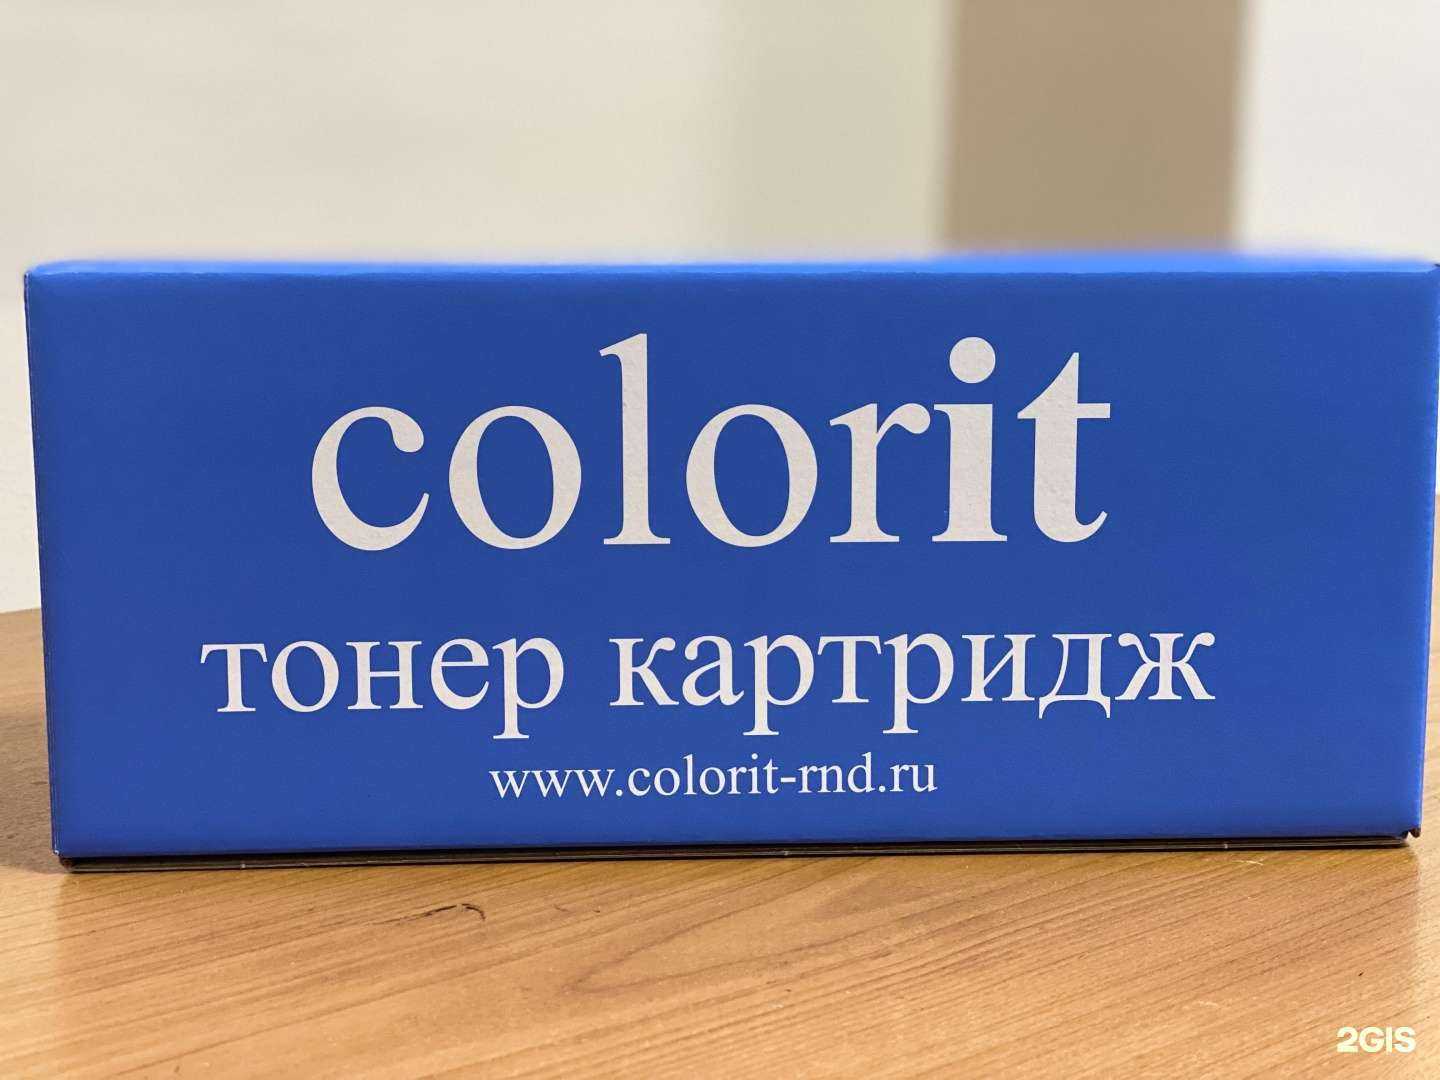 colorit
тонер картридж
www.colorit-rnd.ru
2GIS